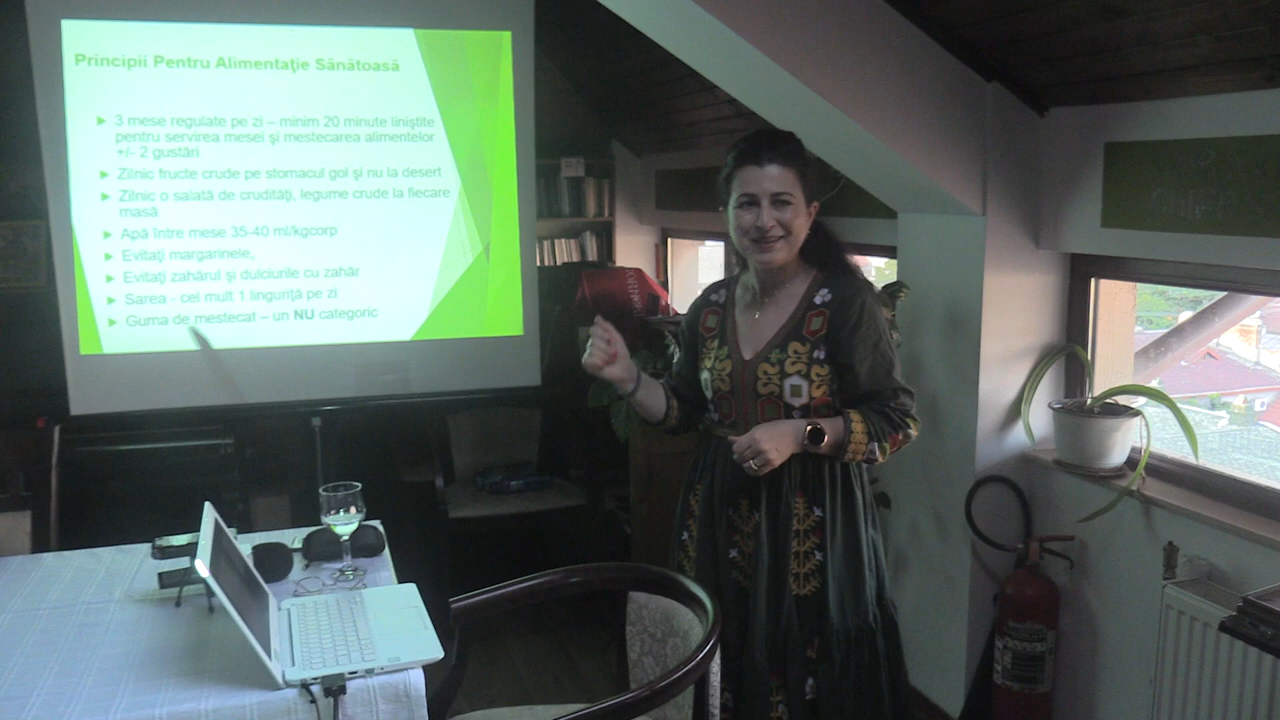 Principii Pentru Alimentaţie Sănătoasă
► 3 mese regulate pe zi – minim 20 minute liniştite
pentru servirea mesei şi mestecarea alimentelor
+/- 2 gustări
► Zilnic fructe crude pe stomacul gol şi nu la desert
► Zilnic o salată de crudităţi, legume crude la fiecare
masă
► Apă între mese 35-40 ml/kgcorp
► Evitaţi margarinele,
► Evitaţi zahărul şi dulciurile cu zahăr
► Sarea - cel mult 1 linguriţă pe zi
► Guma de mestecat – un NU categoric